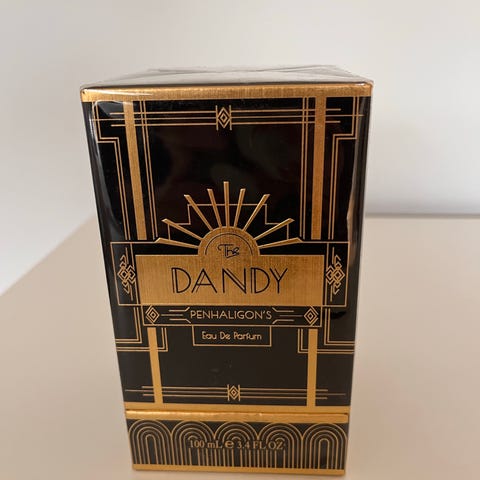 The
DANDY
PENHALIGON'S
Eau De Parfum
100 mL ℮ 3.4 FL OZ